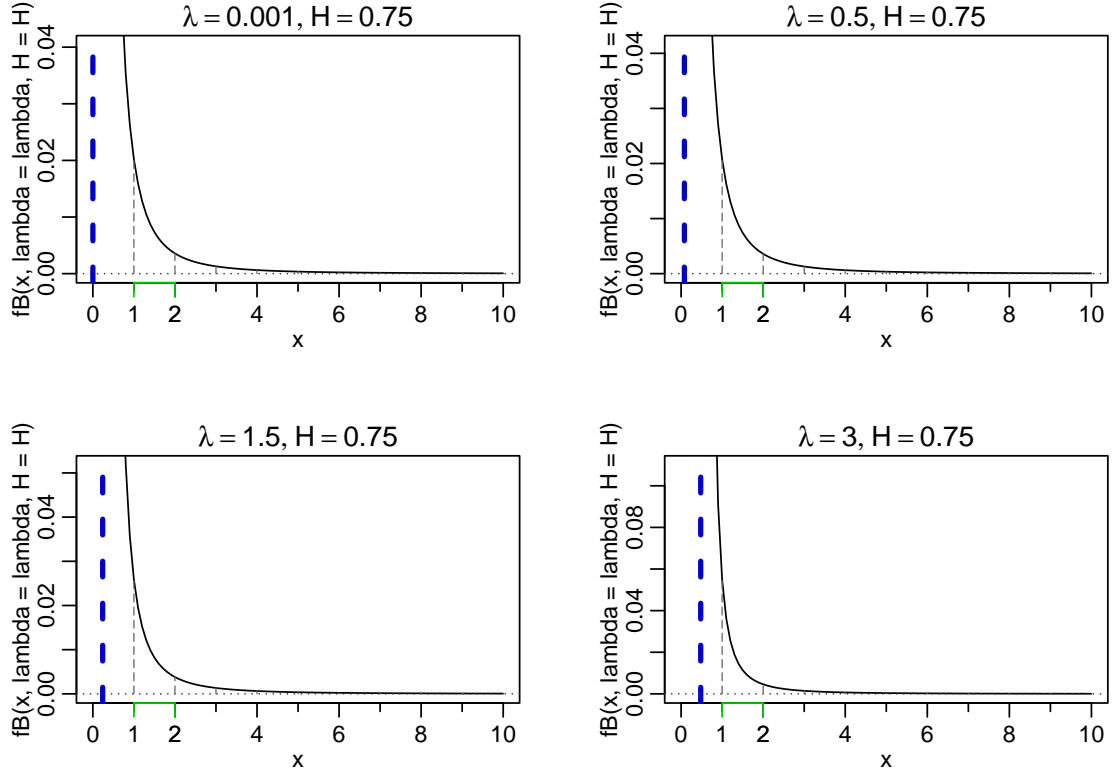 λ = 0.001, H = 0.75
fB(x, lambda = lambda, H = H)
0.00 0.02 0.04
0 1 2 4 6 8 10
x
λ = 0.5, H = 0.75
fB(x, lambda = lambda, H = H)
0.00 0.02 0.04
0 1 2 4 6 8 10
x
λ = 1.5, H = 0.75
fB(x, lambda = lambda, H = H)
0.00 0.02 0.04
0 1 2 4 6 8 10
x
λ = 3, H = 0.75
fB(x, lambda = lambda, H = H)
0.00 0.04 0.08
0 1 2 4 6 8 10
x